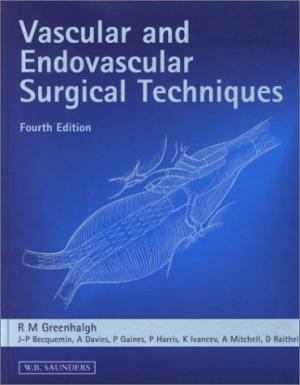 Vascular and
Endovascular
Surgical Techniques
Fourth Edition
R M Greenhalgh
J-P Becquemin, A Davies, P Gaines, P Harris, K Ivancev, A Mitchell, D Raithel
W.B. SAUNDERS